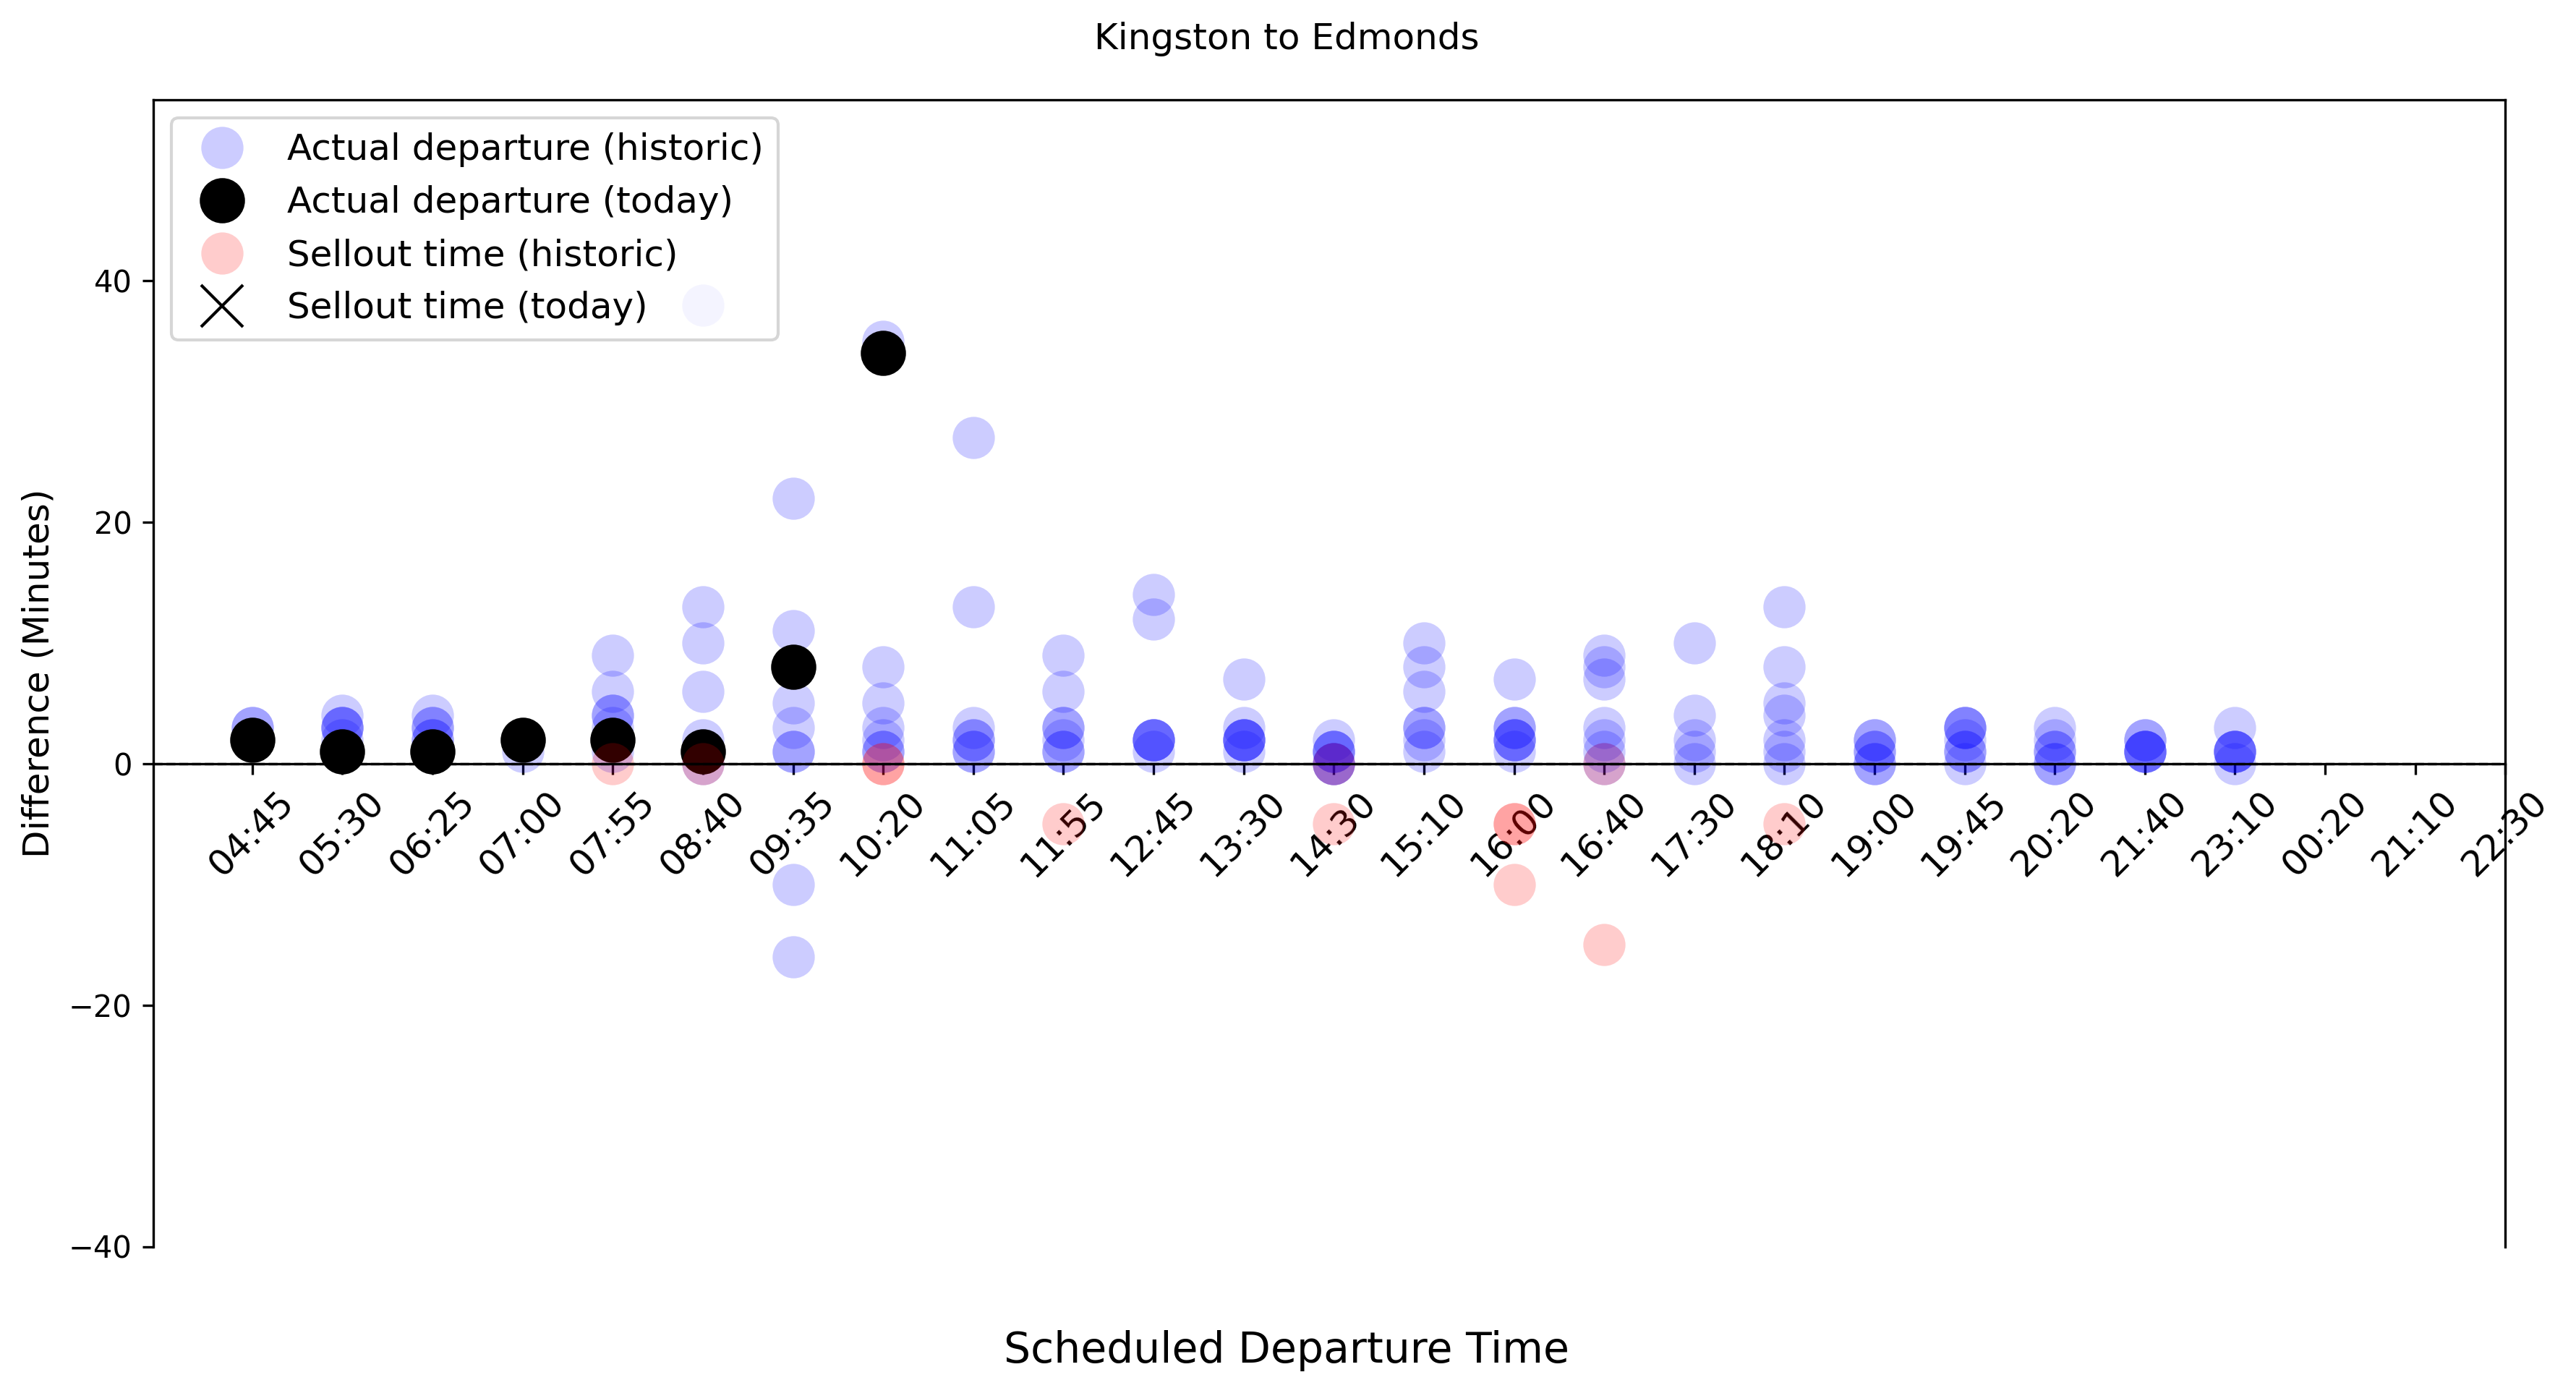 Kingston to Edmonds
Actual departure (historic)
Actual departure (today)
Sellout time (historic)
Sellout time (today)
Difference (Minutes)
40
20
0
−20
−40
04:45 05:30 06:25 07:00 07:55 08:40 09:35 10:20 11:05 11:55 12:45 13:30 14:30 15:10 16:00 16:40 17:30 18:10 19:00 19:45 20:20 21:40 23:10 00:20 21:10 22:30
Scheduled Departure Time